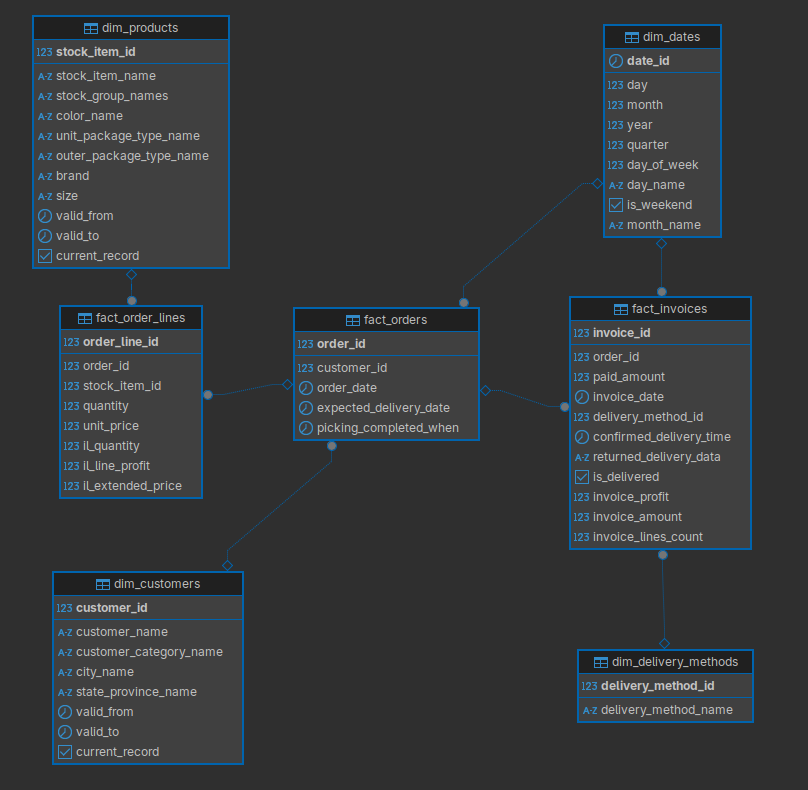 dim_products
123 stock_item_id
A-Z stock_item_name
A-Z stock_group_names
A-Z color_name
A-Z unit_package_type_name
A-Z outer_package_type_name
A-Z brand
A-Z size
valid_from
valid_to
current_record
dim_dates
date_id
123 day
123 month
123 year
123 quarter
123 day_of_week
A-Z day_name
is_weekend
A-Z month_name
fact_order_lines
123 order_line_id
123 order_id
123 stock_item_id
123 quantity
123 unit_price
123 il_quantity
123 il_line_profit
123 il_extended_price
fact_orders
123 order_id
123 customer_id
order_date
expected_delivery_date
picking_completed_when
fact_invoices
123 invoice_id
123 order_id
123 paid_amount
invoice_date
123 delivery_method_id
confirmed_delivery_time
A-Z returned_delivery_data
is_delivered
123 invoice_profit
123 invoice_amount
123 invoice_lines_count
dim_customers
123 customer_id
A-Z customer_name
A-Z customer_category_name
A-Z city_name
A-Z state_province_name
valid_from
valid_to
current_record
dim_delivery_methods
123 delivery_method_id
A-Z delivery_method_name